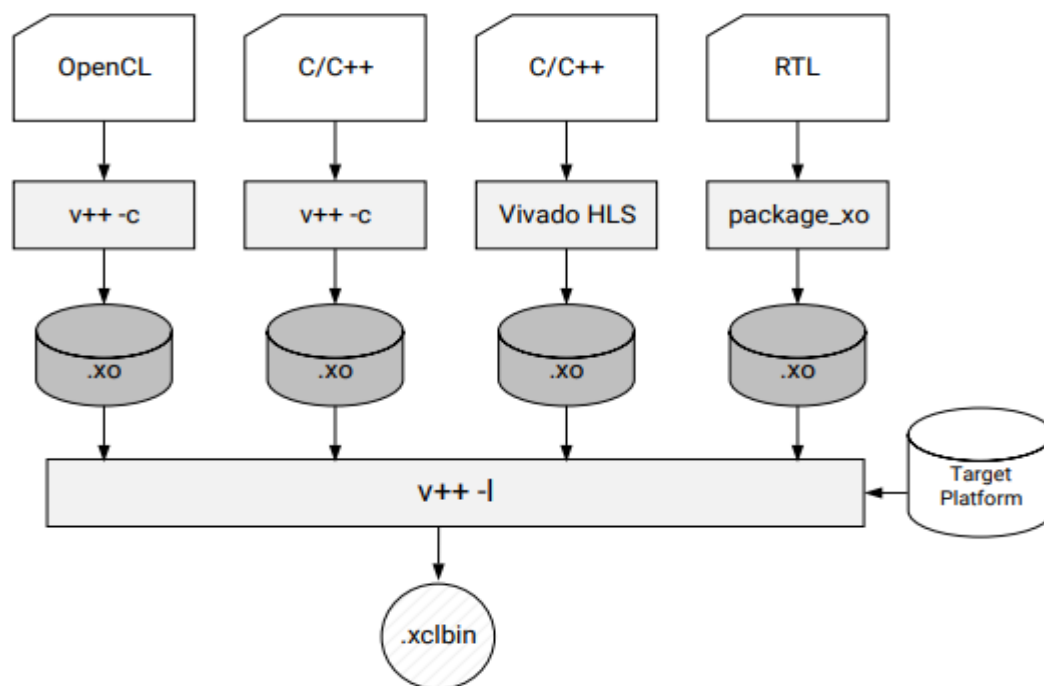 OpenCL
C/C++
C/C++
RTL
v++ -c
v++ -c
Vivado HLS
package_xo
.xo
.xo
.xo
.xo
v++ -l
Target
Platform
.xclbin